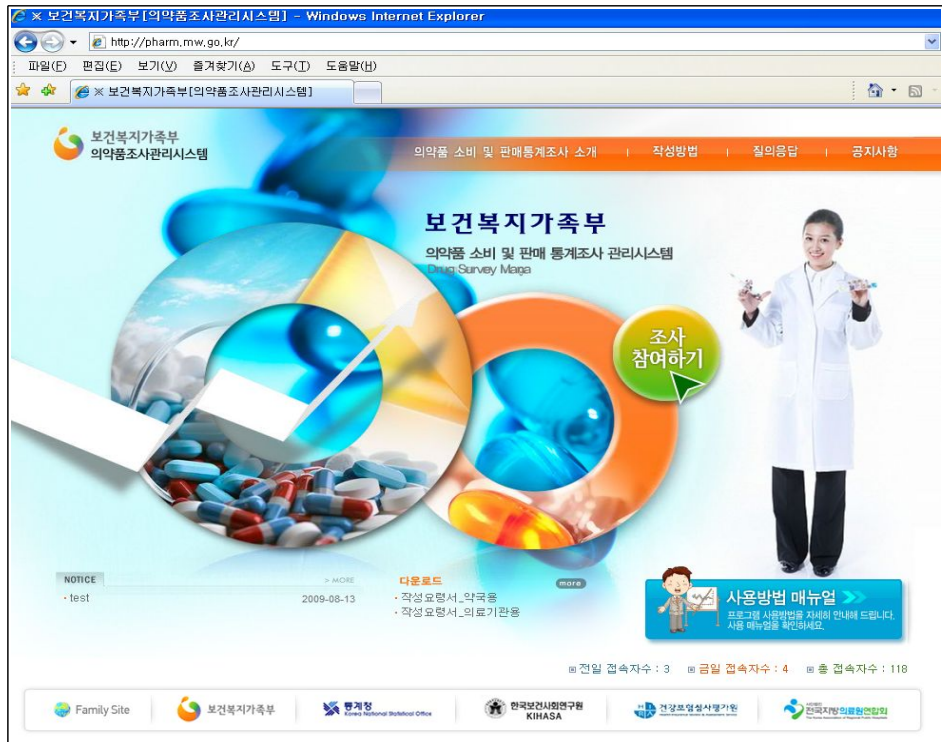 ※ 보건복지가족부[의약품조사관리시스템] - Windows Internet Explorer
http://pharm.mw.go.kr/
파일(F) 편집(E) 보기(V) 즐겨찾기(A) 도구(T) 도움말(H)
※ 보건복지가족부[의약품조사관리시스템]
보건복지가족부
의약품조사관리시스템
의약품 소비 및 판매통계조사 소개 | 작성방법 | 질의응답 | 공지사항
보건복지가족부
의약품 소비 및 판매 통계조사 관리시스템
Drug Survey Mana
조사
참여하기
NOTICE > MORE
· test 2009-08-13
다운로드 more
· 작성요령서_약국용
· 작성요령서_의료기관용
사용방법 매뉴얼
프로그램 사용방법을 자세히 안내해 드립니다.
사용 매뉴얼을 확인하세요.
전일 접속자수 : 3 금일 접속자수 : 4 총 접속자수 : 118
Family Site
보건복지가족부
통계청
Korea National Statistical Office
한국보건사회연구원
KIHASA
건강보험심사평가원
전국지방의료원연합회